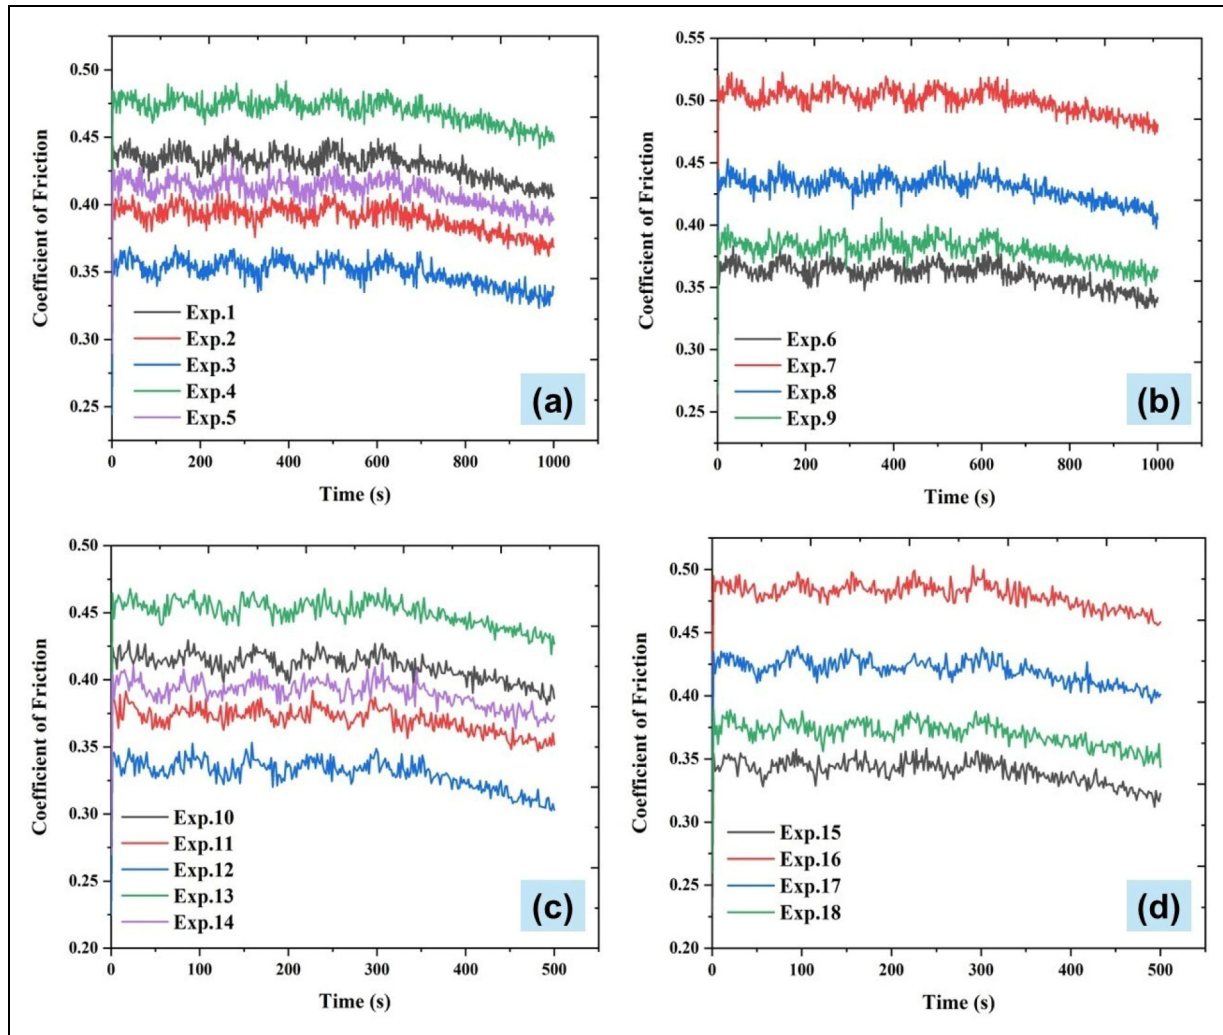 Coefficient of Friction
0.50
0.45
0.40
0.35
0.30
0.25
Exp.1
Exp.2
Exp.3
Exp.4
Exp.5
(a)
0 200 400 600 800 1000
Time (s)
Coefficient of Friction
0.55
0.50
0.45
0.40
0.35
0.30
0.25
Exp.6
Exp.7
Exp.8
Exp.9
(b)
0 200 400 600 800 1000
Time (s)
Coefficient of Friction
0.50
0.45
0.40
0.35
0.30
0.25
0.20
Exp.10
Exp.11
Exp.12
Exp.13
Exp.14
(c)
0 100 200 300 400 500
Time (s)
Coefficient of Friction
0.50
0.45
0.40
0.35
0.30
0.25
0.20
Exp.15
Exp.16
Exp.17
Exp.18
(d)
0 100 200 300 400 500
Time (s)